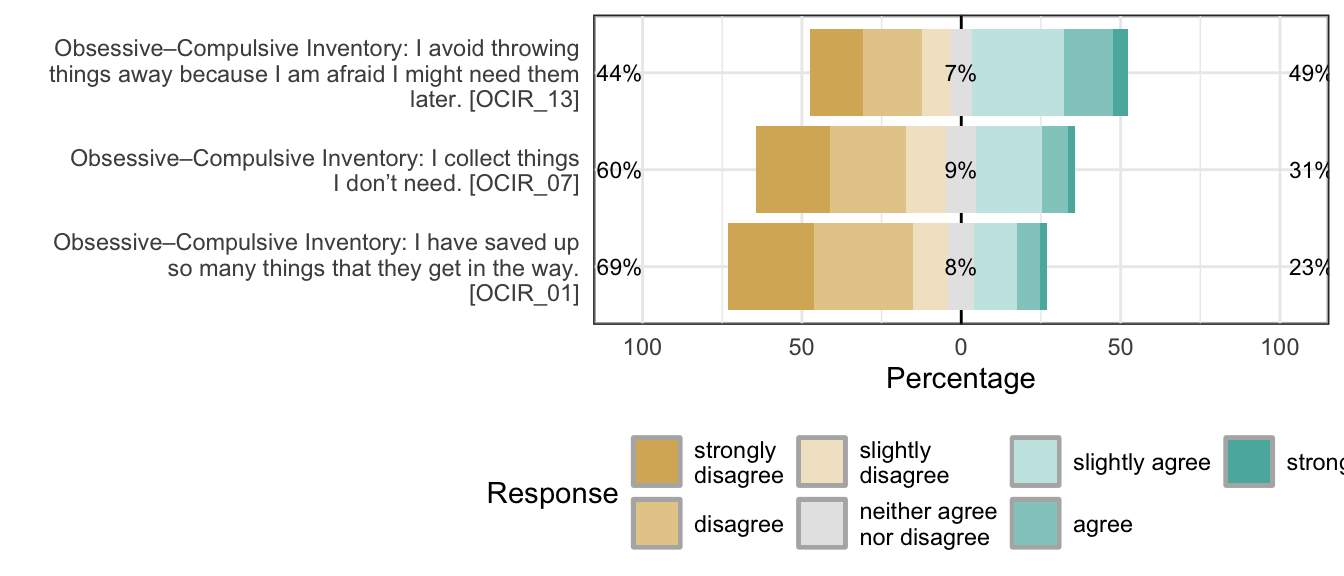 Obsessive–Compulsive Inventory: I avoid throwing
things away because I am afraid I might need them
later. [OCIR_13]
44%
7%
49%
Obsessive–Compulsive Inventory: I collect things
I don’t need. [OCIR_07]
60%
9%
31%
Obsessive–Compulsive Inventory: I have saved up
so many things that they get in the way.
[OCIR_01]
69%
8%
23%
100 50 0 50 100
Percentage
Response
strongly
disagree
disagree
slightly
disagree
neither agree
nor disagree
slightly agree
agree